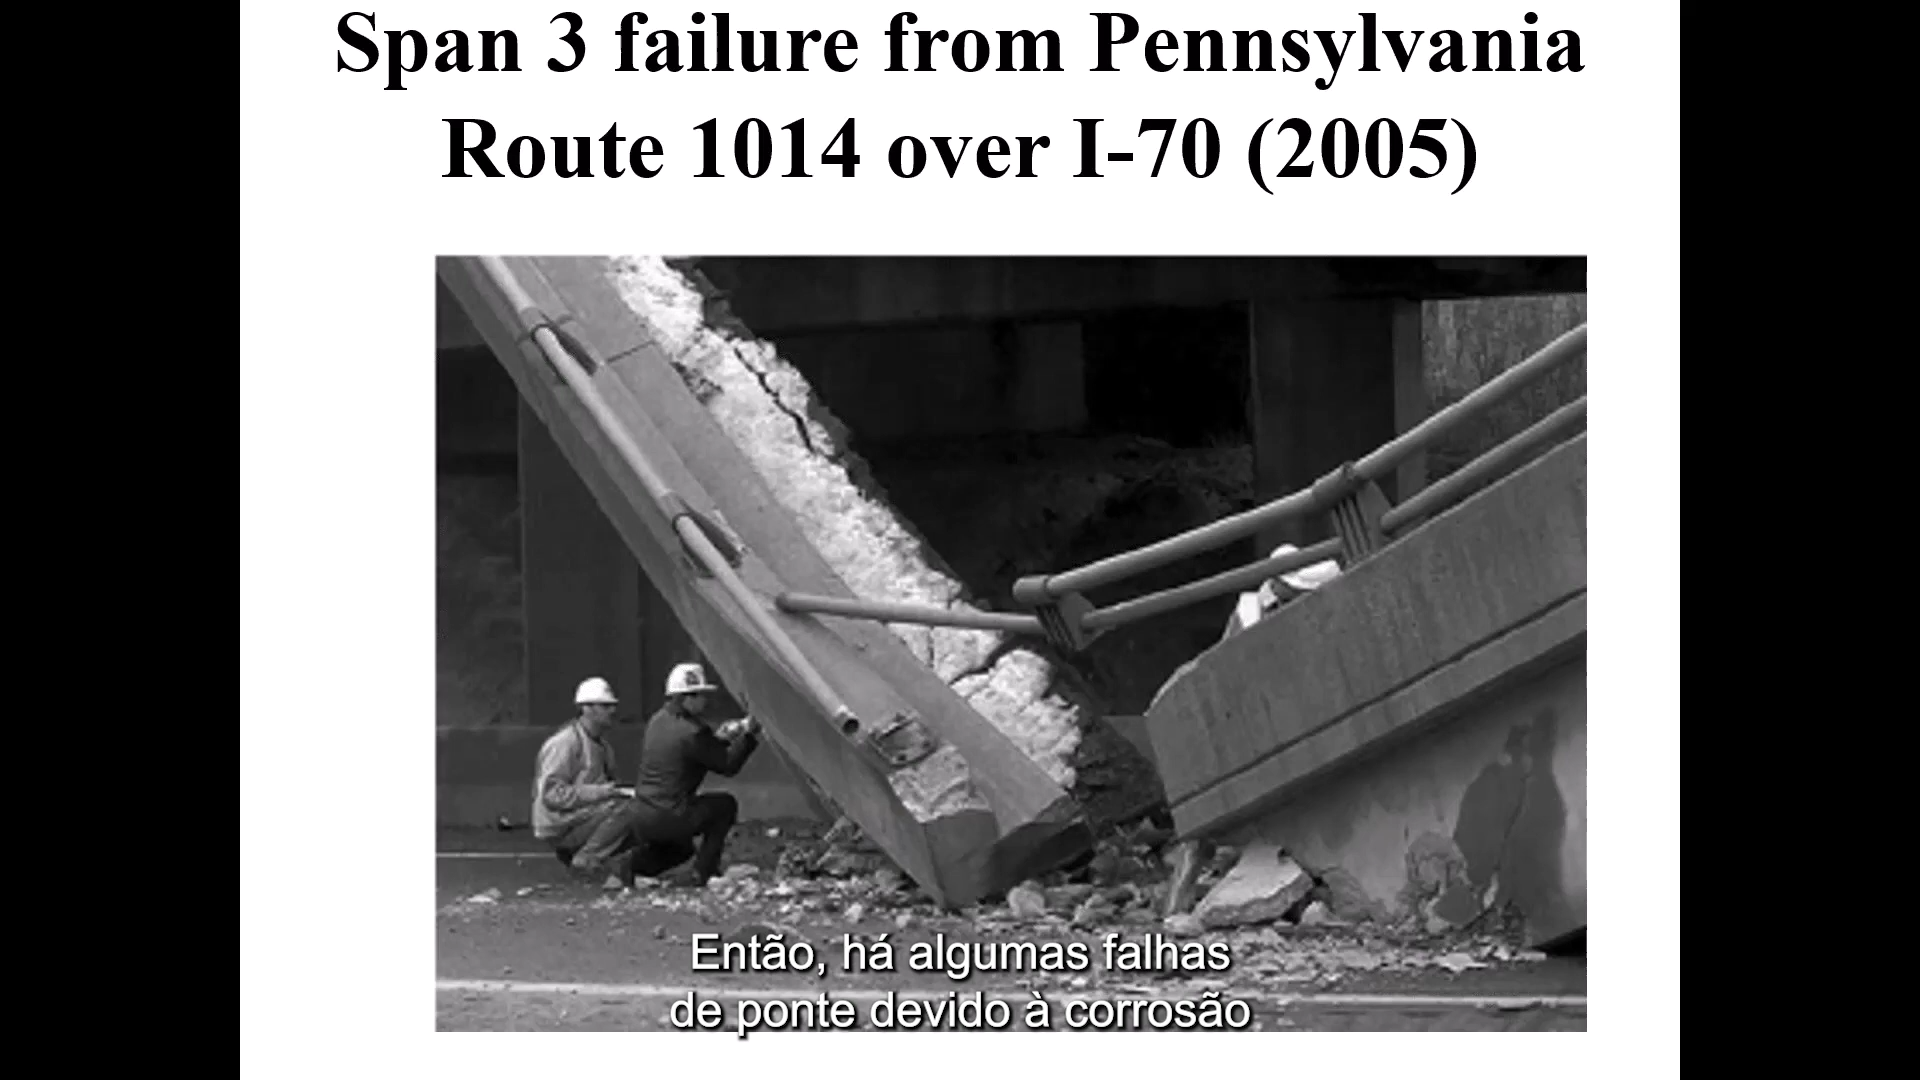 Span 3 failure from Pennsylvania
Route 1014 over I-70 (2005)
Então, há algumas falhas
de ponte devido à corrosão